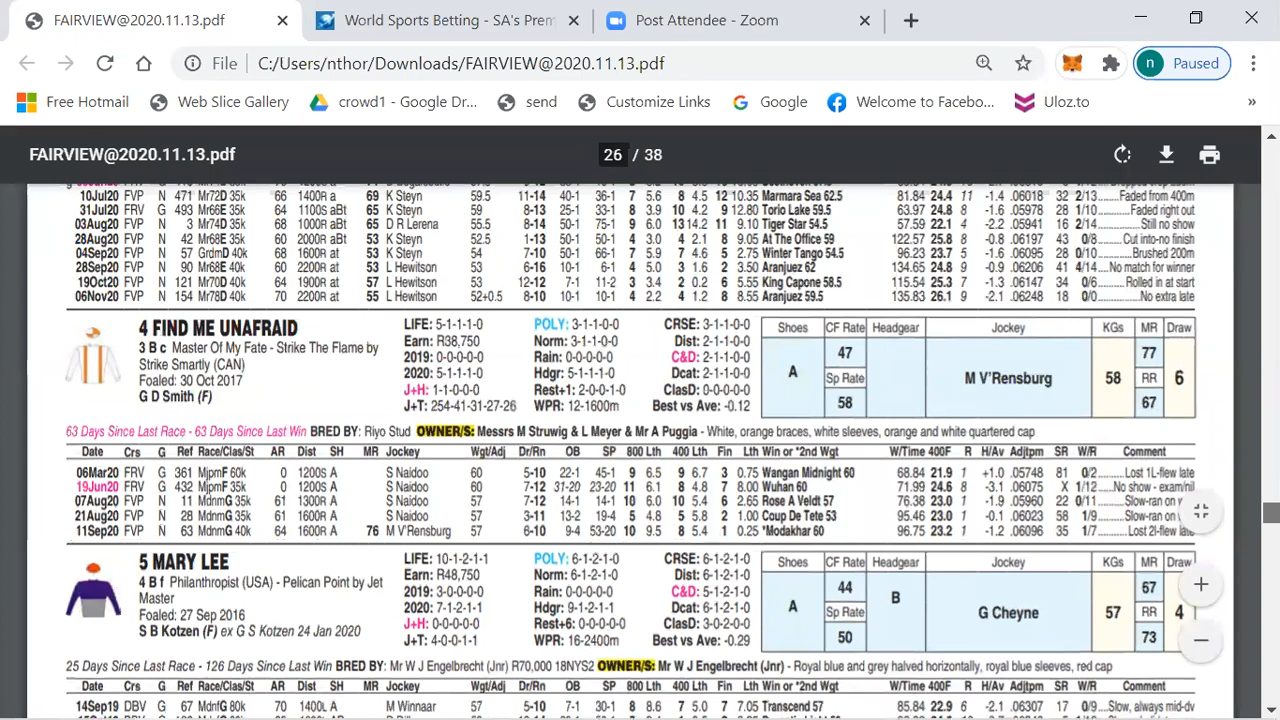 FAIRVIEW@2020.11.13.pdf
World Sports Betting - SA's Prem
Post Attendee - Zoom
File C:/Users/nthor/Downloads/FAIRVIEW@2020.11.13.pdf
n Paused
Free Hotmail Web Slice Gallery crowd1 - Google Dr... send Customize Links Google Welcome to Facebo... Uloz.to »
FAIRVIEW@2020.11.13.pdf 26 / 38
10Jul20 FVP N 471 Mr72D 35k 66 1400R a 69 K Steyn 59.5 11-14 40-1 36-1 7 5.6 8 4.5 12 10.35 Marmara Sea 62.5 81.84 24.4 11 -1.4 .06018 32 2/13 .........Faded from 400m
31Jul20 FRV G 493 Mr66E 35k 64 1100S aBt 65 K Steyn 59 8-13 25-1 33-1 8 3.9 10 4.2 9 12.80 Torio Lake 59.5 63.97 24.8 8 -1.8 .05978 28 1/10 ..........Faded right out
03Aug20 FVP N 3 Mr74D 35k 68 1000R aBt 65 D R Lerena 8-14 50-1 75-1 9 6.0 13 14.2 11 9.10 Tiger Star 54.5 57.59 22.1 4 -2.2 .05941 16 2/14 ..............Still no show
28Aug20 FVP N 42 Mr68E 35k 60 2000R aBt 53 K Steyn 52.5 1-13 50-1 50-1 4 3.0 4 2.1 8 9.05 At The Office 59 122.57 25.8 8 -0.8 .06197 43 0/8 ..........Cut into-no finish
04Sep20 FVP N 57 GrdmD 40k 68 1600R at 53 K Steyn 54 7-10 50-1 66-1 7 5.9 7 4.6 5 2.75 Winter Tango 54.5 96.23 23.7 5 -1.6 .06095 28 0/10 .............Brushed 200m
28Sep20 FVP N 90 Mr68E 40k 60 2200R at 53 L Hewitson 53 6-16 10-1 6-1 4 5.0 3 1.6 2 3.50 Aranjuez 62 134.65 24.8 9 -0.9 .06206 41 4/14 ....No match for winner
19Oct20 FVP N 121 Mr74D 40k 64 1900R at 57 L Hewitson 53 12-12 7-1 11-2 3 3.4 2 0.2 6 5.55 King Capone 58.5 115.54 25.3 7 -1.3 .06147 34 0/6 ..........Rolled in at start
06Nov20 FVP N 154 Mr78D 40k 70 2200R at 55 L Hewitson 52+0.5 8-10 10-1 10-1 4 2.2 4 1.2 8 8.55 Aranjuez 59.5 135.83 26.1 9 -2.1 .06248 18 0/0 ...............No extra late
4 FIND ME UNAFRAID
3 B c Master Of My Fate - Strike The Flame by
Strike Smartly (CAN)
Foaled: 30 Oct 2017
G D Smith (F)
LIFE: 5-1-1-1-0 POLY: 3-1-1-0-0 CRSE: 3-1-1-0-0
Earn: R38,750 Norm: 3-1-1-0-0 Dist: 2-1-1-0-0
2019: 0-0-0-0-0 Rain: 0-0-0-0-0 C&D: 2-1-1-0-0
2020: 5-1-1-1-0 Hdgr: 5-1-1-1-0 Dcat: 2-1-1-0-0
J+H: 1-1-0-0-0 Rest+1: 2-0-0-1-0 ClasD: 0-0-0-0-0
J+T: 254-41-31-27-26 WPR: 12-1600m Best vs Ave: -0.12
Shoes CF Rate Headgear Jockey KGs MR Draw
A 47 Sp Rate 58 M V'Rensburg 58 77 RR 67 6
63 Days Since Last Race - 63 Days Since Last Win BRED BY: Riyo Stud OWNER/S: Messrs M Struwig & L Meyer & Mr A Puggia - White, orange braces, white sleeves, orange and white quartered cap
Date Crs G Ref Race/Clas/St AR Dist SH MR Jockey Wgt/Adj Dr/Rn OB SP 800 Lth 400 Lth Fin Lth Win or *2nd Wgt W/Time 400F R H/Av Adjtpm SR W/R Comment
06Mar20 FRV G 361 MjpmF 60k 0 1200S A S Naidoo 60 5-10 22-1 45-1 9 6.5 9 6.7 3 0.75 Wangan Midnight 60 68.84 21.9 1 +1.0 .05748 81 0/2 ......Lost 1L-flew late
19Jun20 FRV G 432 MjpmF 35k 0 1200S A S Naidoo 60 7-12 31-20 23-20 11 6.1 8 4.8 7 8.00 Wuhan 60 71.99 24.6 8 -3.1 .06075 X 1/12 ..No show - exam/nil
07Aug20 FVP N 11 MdnmG 35k 61 1300R A S Naidoo 57 7-12 14-1 14-1 10 6.0 10 5.4 6 2.65 Rose A Veldt 57 76.38 23.0 1 -1.9 .05960 22 0/11 ......Slow-ran on
21Aug20 FVP N 28 MdnmG 35k 61 1600R A S Naidoo 57 3-11 13-2 19-4 5 4.8 5 5.8 2 1.00 Coup De Tete 53 95.46 23.0 1 -0.1 .06023 58 1/9 ......Slow-ran on
11Sep20 FVP N 63 MdnmG 40k 64 1600R A 76 M V'Rensburg 57 6-10 9-4 53-20 10 9.5 8 5.4 1 0.25 *Modakhar 60 96.75 23.2 1 -1.2 .06096 35 1/7 .......Lost 2l-flew late
5 MARY LEE
4 B f Philanthropist (USA) - Pelican Point by Jet
Master
Foaled: 27 Sep 2016
S B Kotzen (F) ex G S Kotzen 24 Jan 2020
LIFE: 10-1-2-1-1 POLY: 6-1-2-1-0 CRSE: 6-1-2-1-0
Earn: R48,750 Norm: 6-1-2-1-0 Dist: 6-1-2-1-0
2019: 3-0-0-0-0 Rain: 0-0-0-0-0 C&D: 5-1-2-1-0
2020: 7-1-2-1-1 Hdgr: 9-1-2-1-1 Dcat: 6-1-2-1-0
J+H: 0-0-0-0-0 Rest+6: 0-0-0-0-0 ClasD: 3-0-2-0-0
J+T: 4-0-0-1-1 WPR: 16-2400m Best vs Ave: -0.29
Shoes CF Rate Headgear Jockey KGs MR Draw
A 44 Sp Rate 50 B G Cheyne 57 67 RR 73 4
25 Days Since Last Race - 126 Days Since Last Win BRED BY: Mr W J Engelbrecht (Jnr) R70,000 18NYS2 OWNER/S: Mr W J Engelbrecht (Jnr) - Royal blue and grey halved horizontally, royal blue sleeves, red cap
Date Crs G Ref Race/Clas/St AR Dist SH MR Jockey Wgt/Adj Dr/Rn OB SP 800 Lth 400 Lth Fin Lth Win or *2nd Wgt W/Time 400F R H/Av Adjtpm SR W/R Comment
14Sep19 DBV G 67 MdnfG 60k 70 1400L A M Winnaar 57 5-10 7-1 30-1 8 8.6 7 5.0 7 7.05 Transcend 57 85.84 22.9 6 -2.1 .06307 17 0/9 ....Slow, always mid-dv